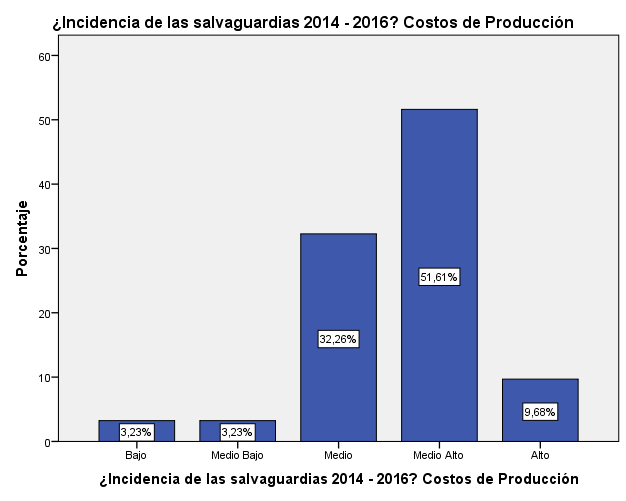 ¿Incidencia de las salvaguardias 2014 - 2016? Costos de Producción
60
50
40
30
20
10
0
Porcentaje
3,23%
3,23%
32,26%
51,61%
9,68%
Bajo
Medio Bajo
Medio
Medio Alto
Alto
¿Incidencia de las salvaguardias 2014 - 2016? Costos de Producción